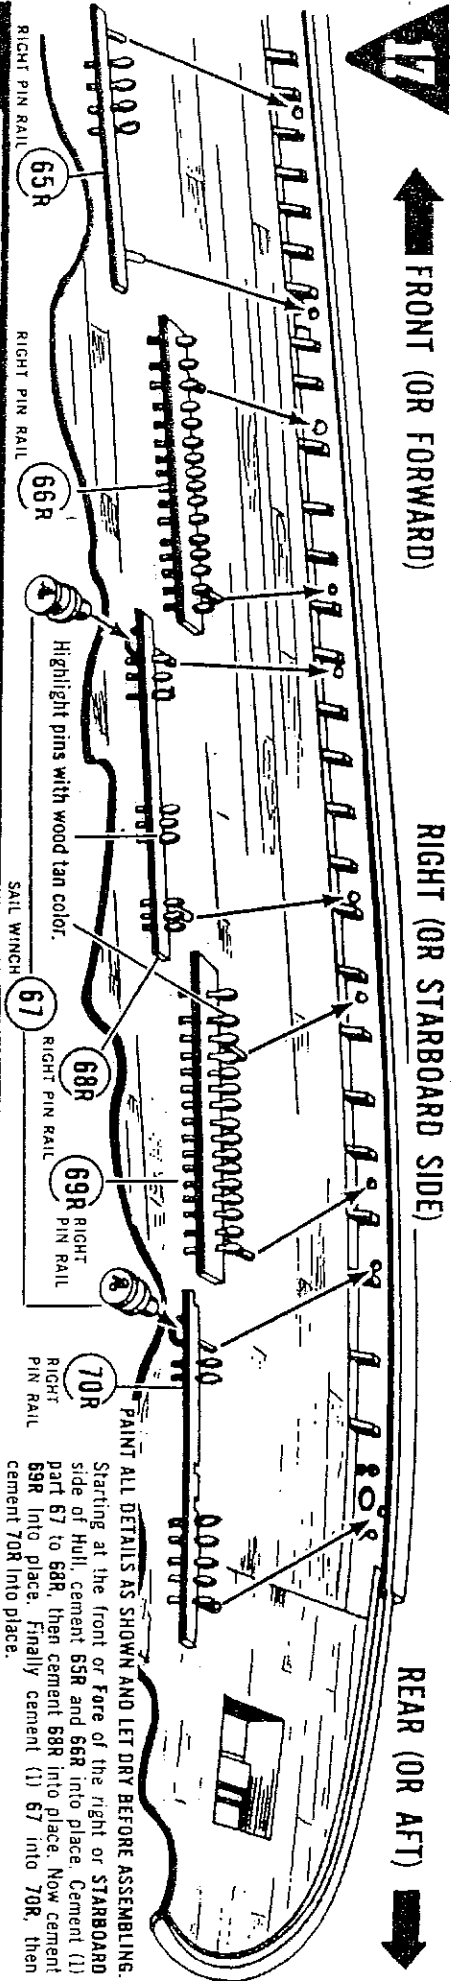 17
FRONT (OR FORWARD)
RIGHT (OR STARBOARD SIDE)
REAR (OR AFT)
65R
RIGHT PIN RAIL
66R
RIGHT PIN RAIL
Highlight pins with wood tan color.
67
SAIL WINCH
68R
RIGHT PIN RAIL
69R
RIGHT
PIN RAIL
70R
RIGHT
PIN RAIL
PAINT ALL DETAILS AS SHOWN AND LET DRY BEFORE ASSEMBLING.
Starting at the front or Fore of the right or STARBOARD
side of Hull, cement 65R and 66R into place. Cement (1)
part 67 to 68R, then cement 68R into place. Now cement
69R Into place. Finally cement (1) 67 into 70R, then
cement 70R Into place.